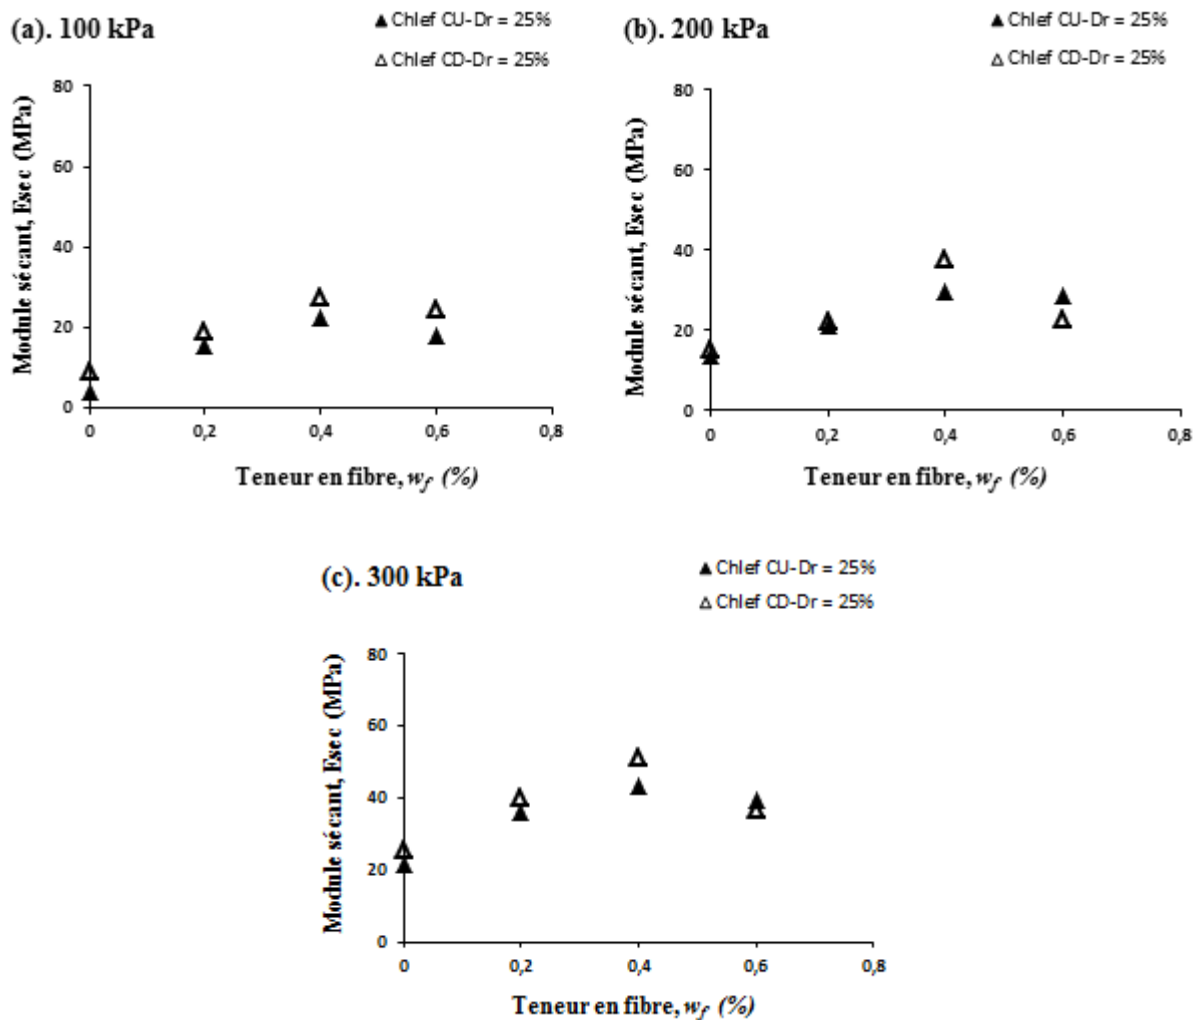 (a). 100 kPa
▲ Chlef CU-Dr = 25%
△ Chlef CD-Dr = 25%
Module sécant, Esec (MPa)
80
60
40
20
0
0 0,2 0,4 0,6 0,8
Teneur en fibre, w_f (%)
(b). 200 kPa
▲ Chlef CU-Dr = 25%
△ Chlef CD-Dr = 25%
Module sécant, Esec (MPa)
80
60
40
20
0
0 0,2 0,4 0,6 0,8
Teneur en fibre, w_f (%)
(c). 300 kPa
▲ Chlef CU-Dr = 25%
△ Chlef CD-Dr = 25%
Module sécant, Esec (MPa)
80
60
40
20
0
0 0,2 0,4 0,6 0,8
Teneur en fibre, w_f (%)